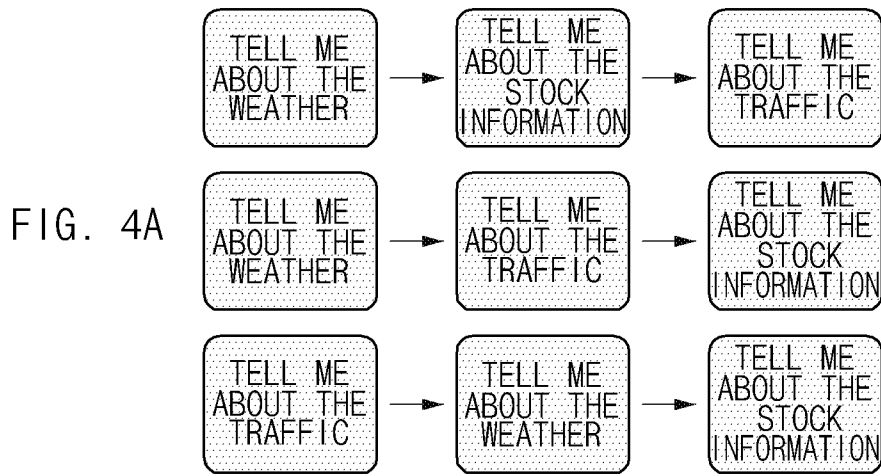 TELL ME
ABOUT THE
WEATHER
TELL ME
ABOUT THE
STOCK
INFORMATION
TELL ME
ABOUT THE
TRAFFIC
FIG. 4A
TELL ME
ABOUT THE
WEATHER
TELL ME
ABOUT THE
TRAFFIC
TELL ME
ABOUT THE
STOCK
INFORMATION
TELL ME
ABOUT THE
TRAFFIC
TELL ME
ABOUT THE
WEATHER
TELL ME
ABOUT THE
STOCK
INFORMATION